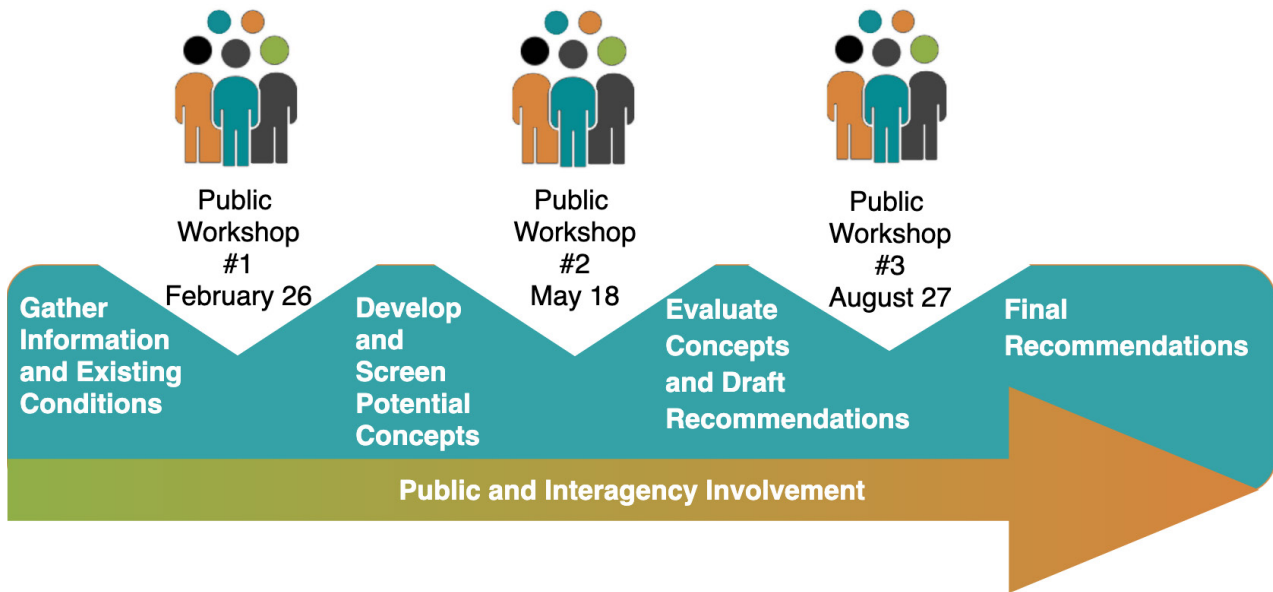 Public
Workshop
#1
February 26
Public
Workshop
#2
May 18
Public
Workshop
#3
August 27
Gather
Information
and Existing
Conditions
Develop
and
Screen
Potential
Concepts
Evaluate
Concepts
and Draft
Recommendations
Final
Recommendations
Public and Interagency Involvement